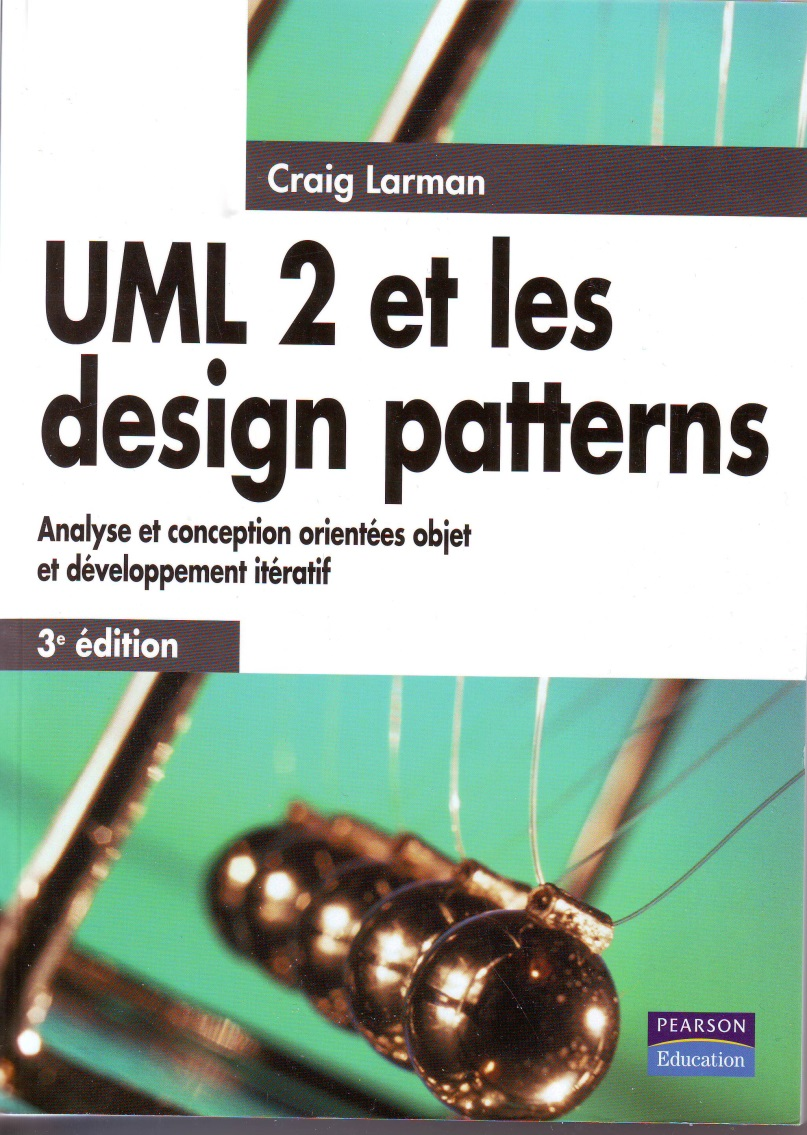 Craig Larman
UML 2 et les
design patterns
Analyse et conception orientées objet
et développement itératif
3e édition
PEARSON
Education